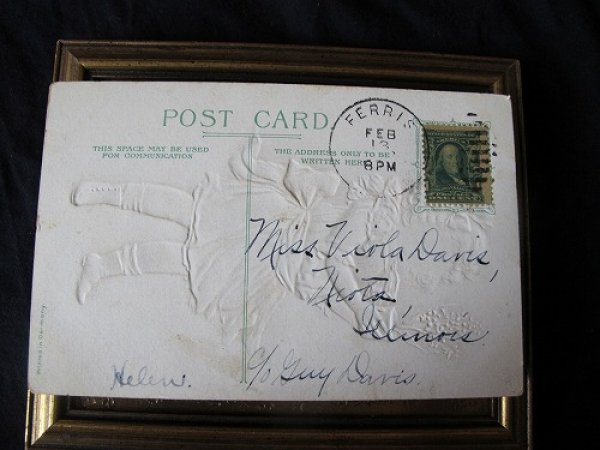 POST CARD
THIS SPACE MAY BE USED
FOR COMMUNICATION
THE ADDRESS ONLY TO BE
WRITTEN HERE
FERRIS
FEB
13
8PM
Miss Viola Davis,
Niota,
Illinois.
c/o Guy Davis.
Helen.